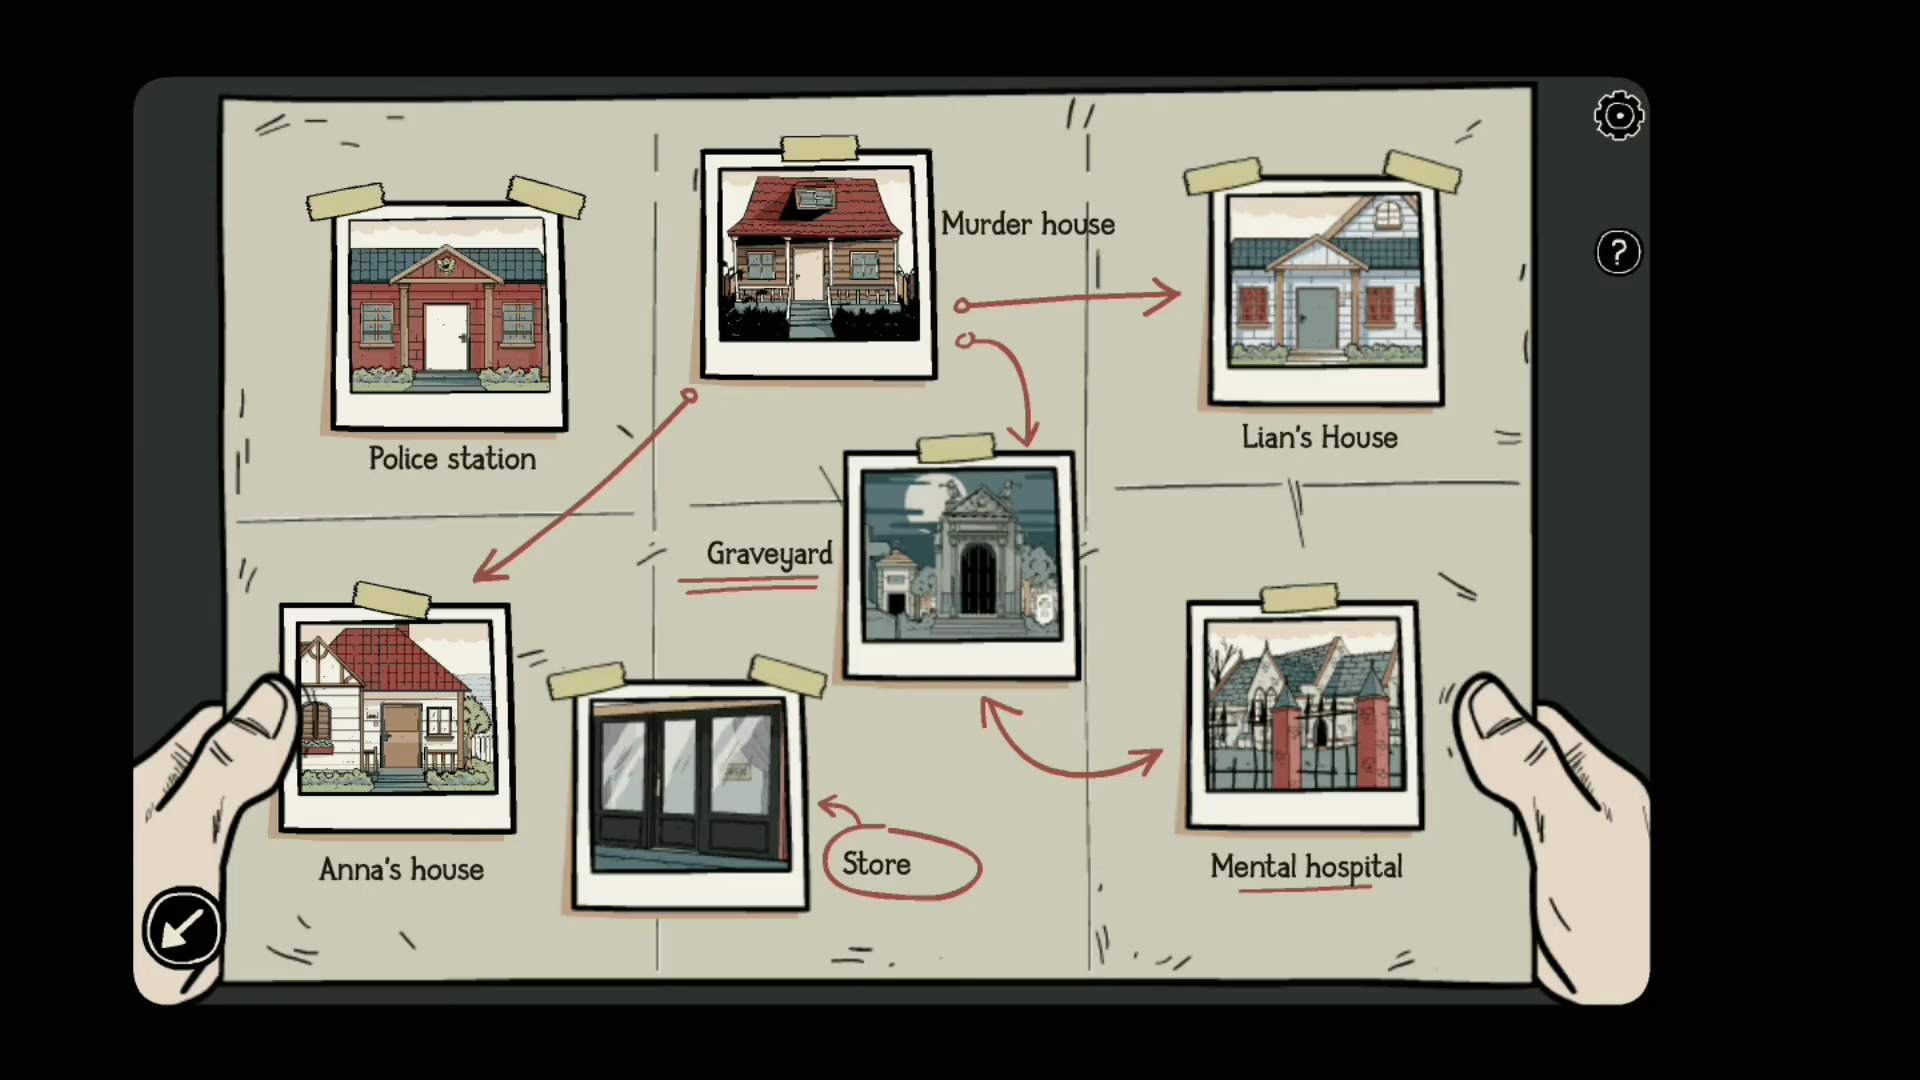 Murder house
Police station
Lian's House
Graveyard
Anna's house
Store
Mental hospital
?